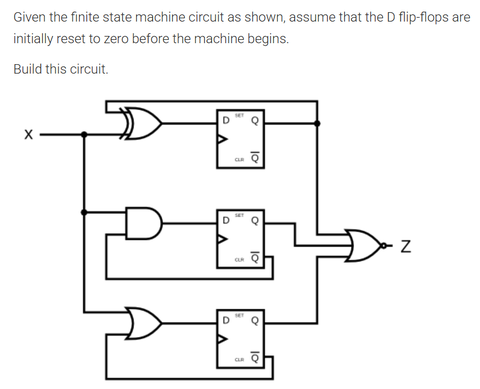 Given the finite state machine circuit as shown, assume that the D flip-flops are
initially reset to zero before the machine begins.
Build this circuit.
X
D SET Q
CLR Q̅
D SET Q
CLR Q̅
Z
D SET Q
CLR Q̅